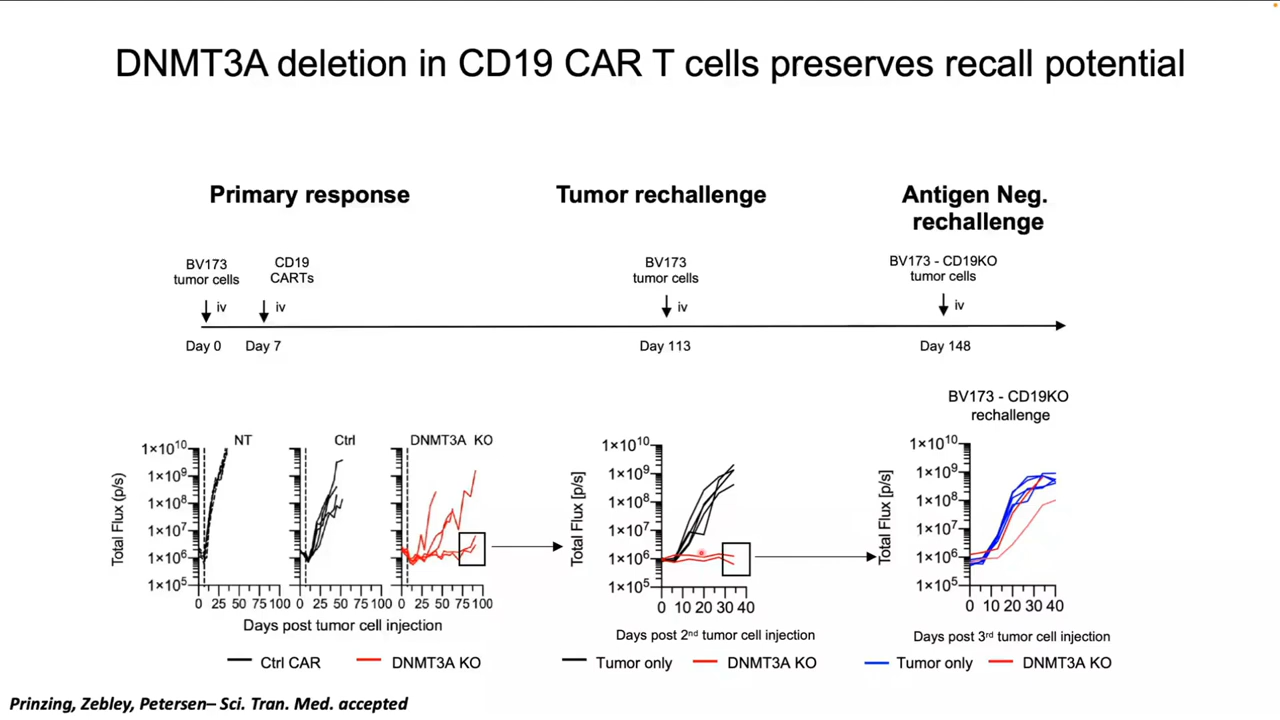 DNMT3A deletion in CD19 CAR T cells preserves recall potential
Primary response
Tumor rechallenge
Antigen Neg.
rechallenge
BV173
tumor cells
CD19
CARTs
BV173
tumor cells
BV173 - CD19KO
tumor cells
iv
iv
iv
iv
Day 0
Day 7
Day 113
Day 148
BV173 - CD19KO
rechallenge
NT
Ctrl
DNMT3A KO
Total Flux (p/s)
1×10¹⁰
1×10⁹
1×10⁸
1×10⁷
1×10⁶
1×10⁵
0 25 50 75 100
0 25 50 75 100
0 25 50 75 100
Days post tumor cell injection
Ctrl CAR
DNMT3A KO
Total Flux [p/s]
1×10¹⁰
1×10⁹
1×10⁸
1×10⁷
1×10⁶
1×10⁵
0 10 20 30 40
Days post 2nd tumor cell injection
Tumor only
DNMT3A KO
Total Flux [p/s]
1×10¹⁰
1×10⁹
1×10⁸
1×10⁷
1×10⁶
1×10⁵
0 10 20 30 40
Days post 3rd tumor cell injection
Tumor only
DNMT3A KO
Prinzing, Zebley, Petersen– Sci. Tran. Med. accepted